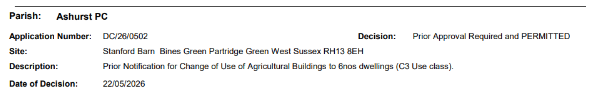 Parish: Ashurst PC
Application Number: DC/26/0502 Decision: Prior Approval Required and PERMITTED
Site: Stanford Barn Bines Green Partridge Green West Sussex RH13 8EH
Description: Prior Notification for Change of Use of Agricultural Buildings to 6nos dwellings (C3 Use class).
Date of Decision: 22/05/2026